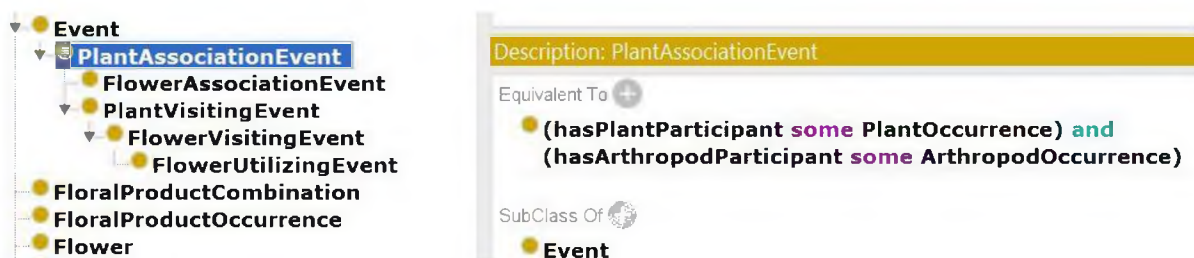 Event
PlantAssociationEvent
FlowerAssociationEvent
PlantVisitingEvent
FlowerVisitingEvent
FlowerUtilizingEvent
FloralProductCombination
FloralProductOccurrence
Flower
Description: PlantAssociationEvent
Equivalent To
(hasPlantParticipant some PlantOccurrence) and
(hasArthropodParticipant some ArthropodOccurrence)
SubClass Of
Event